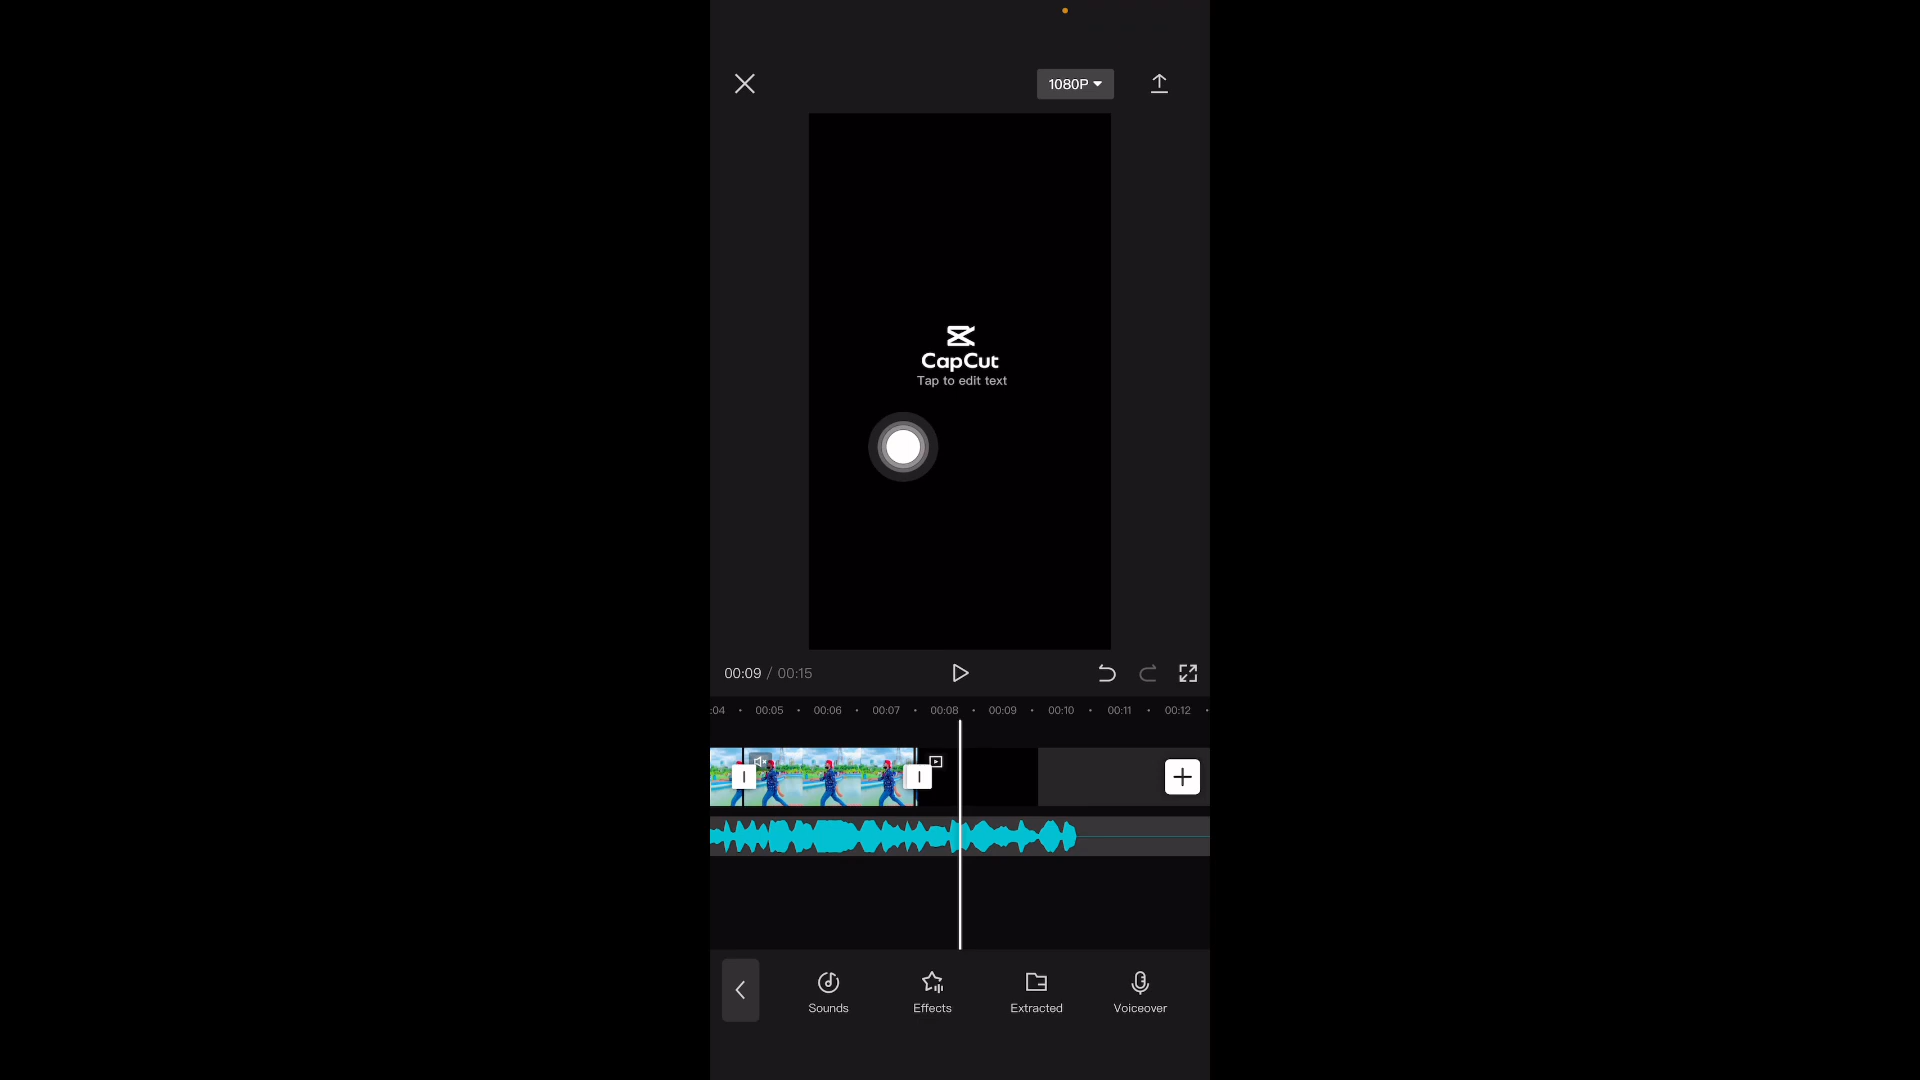 1080P
CapCut
Tap to edit text
00:09 / 00:15
:04 00:05 00:06 00:07 00:08 00:09 00:10 00:11 00:12
Sounds Effects Extracted Voiceover